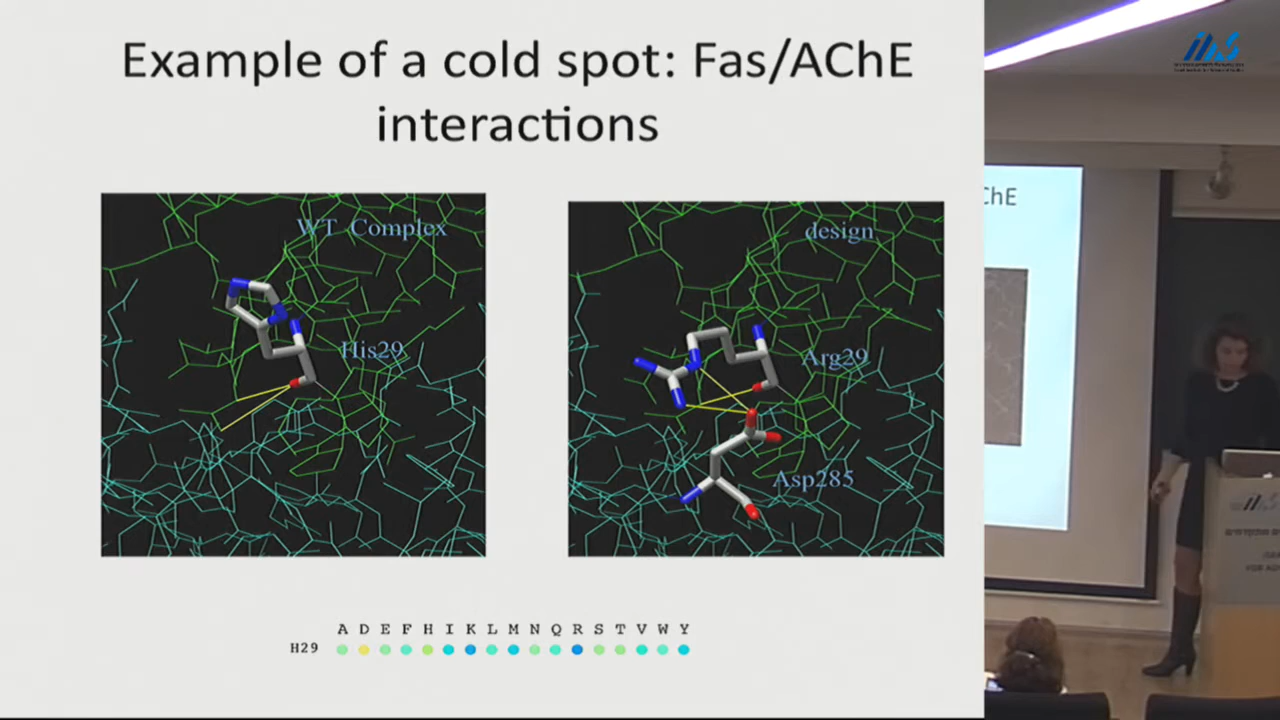 Example of a cold spot: Fas/AChE
interactions
WT Complex
His29
design
Arg29
Asp285
A D E F H I K L M N Q R S T V W Y
H29
ChE